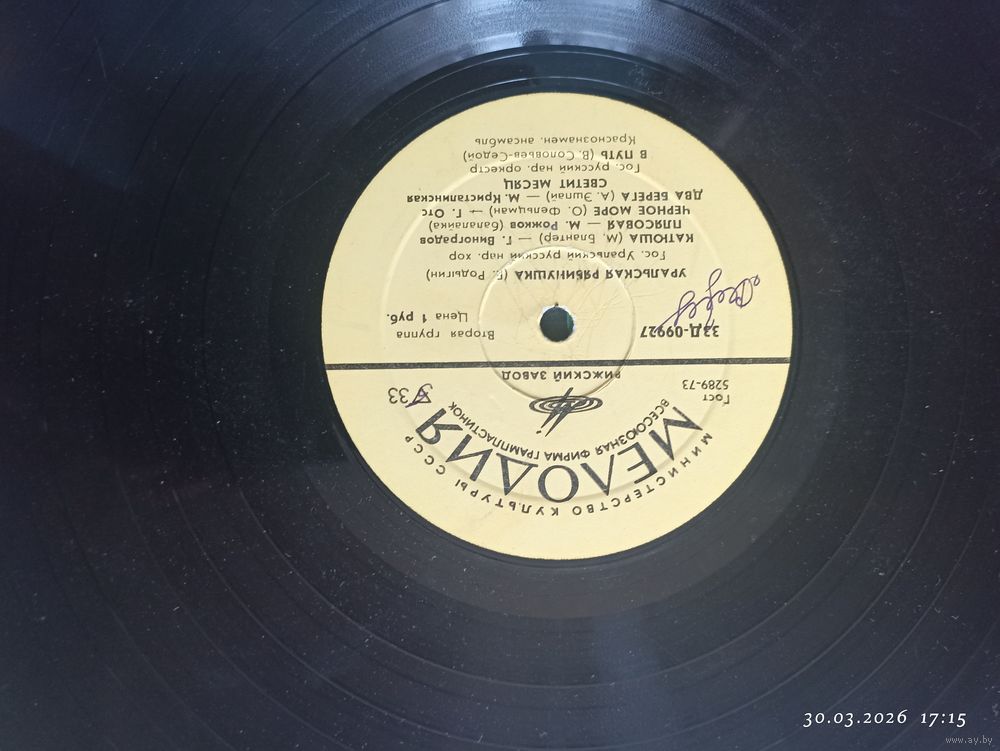 МИНИСТЕРСТВО КУЛЬТУРЫ СССР
МЕЛОДИЯ
ВСЕСОЮЗНАЯ ФИРМА ГРАМПЛАСТИНОК
Гост
5289-73
33
РИЖСКИЙ ЗАВОД
33Д-09927
Вторая группа
Цена 1 руб.
УРАЛЬСКАЯ РЯБИНУШКА (Е. Родыгин)
Гос. Уральский русский нар. хор
КАТЮША (М. Блантер) — Г. Виноградов
ПЛЯСОВАЯ — М. Рожков (балалайка)
ЧЕРНОЕ МОРЕ (О. Фельцман) — Г. Отс
ДВА БЕРЕГА (А. Эшпай) — М. Кристалинская
СВЕТИТ МЕСЯЦ
Гос. русский нар. оркестр
В ПУТЬ (В. Соловьев-Седой)
Краснознамен. ансамбль
30.03.2026 17:15
www.ay.by